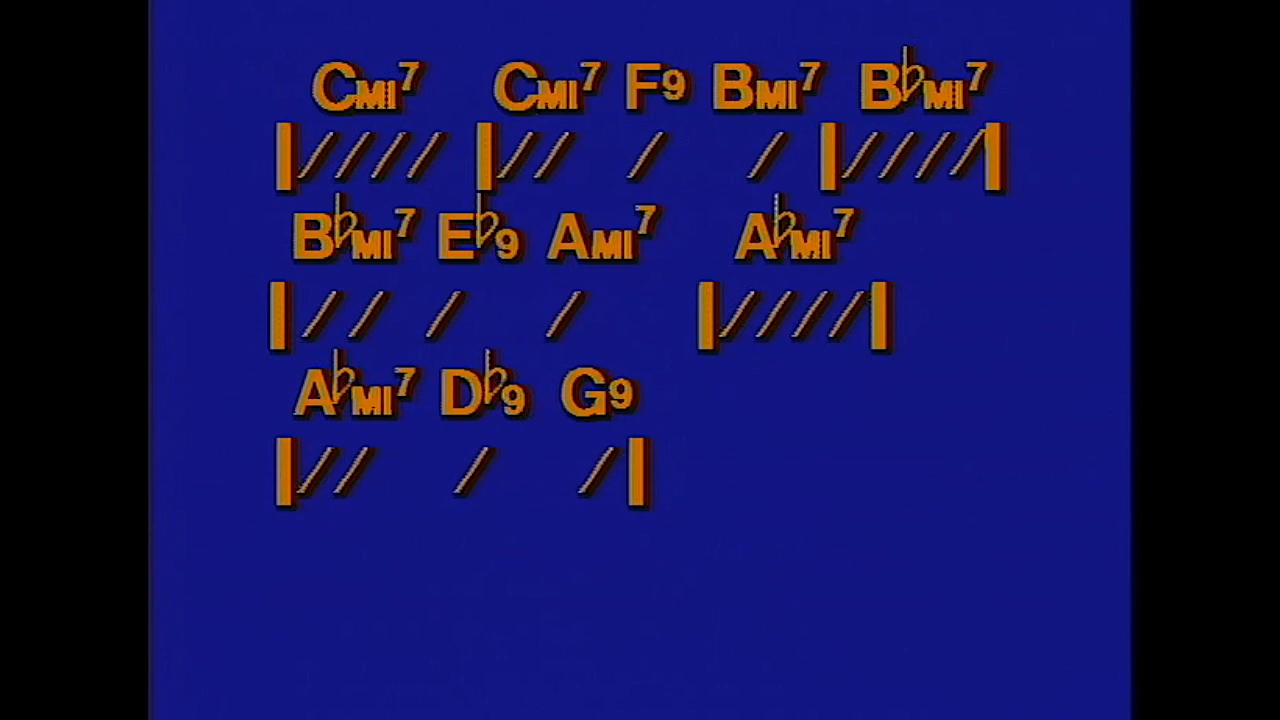 CMI7 CMI7 F9 BMI7 B♭MI7
|//// |// / / |////|
B♭MI7 E♭9 AMI7 A♭MI7
|// / / |////|
A♭MI7 D♭9 G9
|// / /|